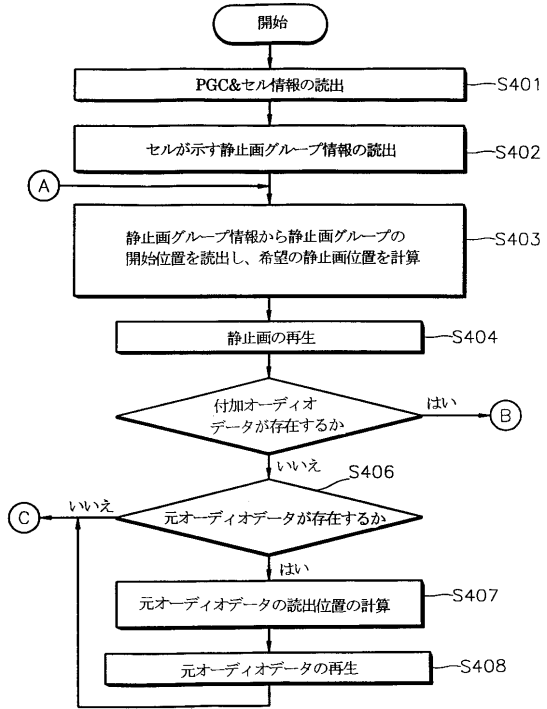 開始
PGC&セル情報の読出
S401
セルが示す静止画グループ情報の読出
S402
A
静止画グループ情報から静止画グループの
開始位置を読出し、希望の静止画位置を計算
S403
静止画の再生
S404
付加オーディオ
データが存在するか
はい
B
いいえ
S406
元オーディオデータが存在するか
いいえ
C
はい
元オーディオデータの読出位置の計算
S407
元オーディオデータの再生
S408